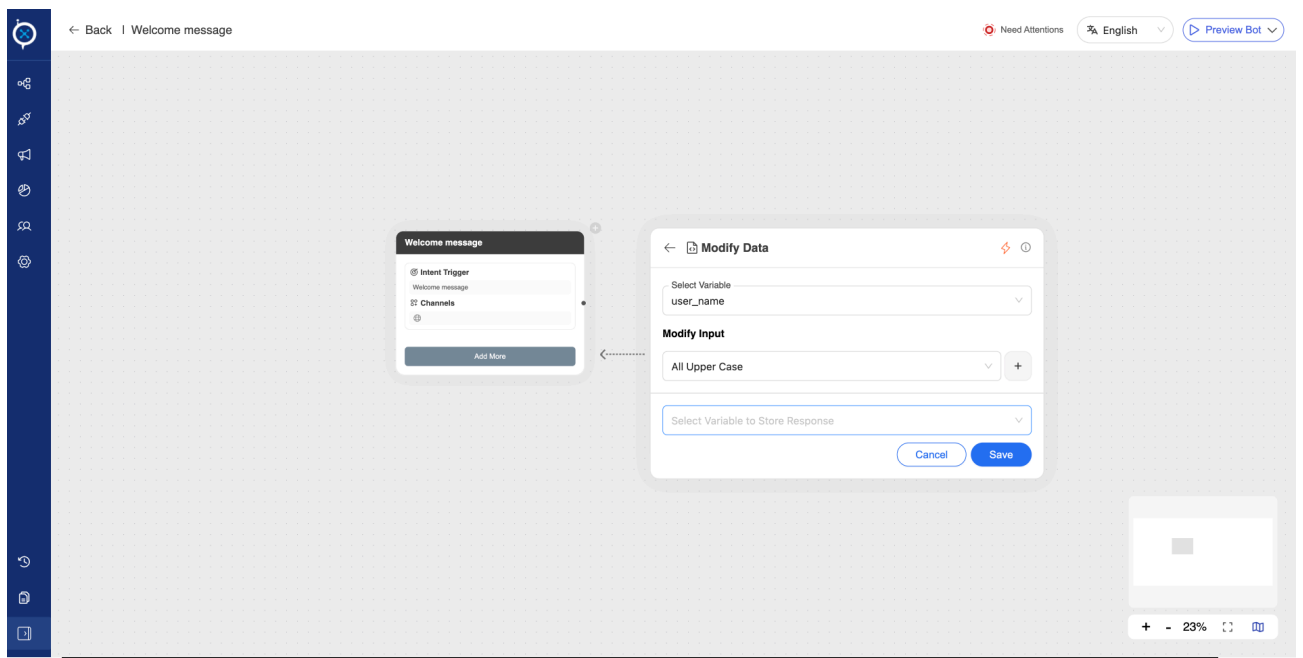 ← Back | Welcome message
Need Attentions
English
Preview Bot
Welcome message
Intent Trigger
Welcome message
Channels
Add More
Modify Data
Select Variable
user_name
Modify Input
All Upper Case
+
Select Variable to Store Response
Cancel
Save
+ - 23%